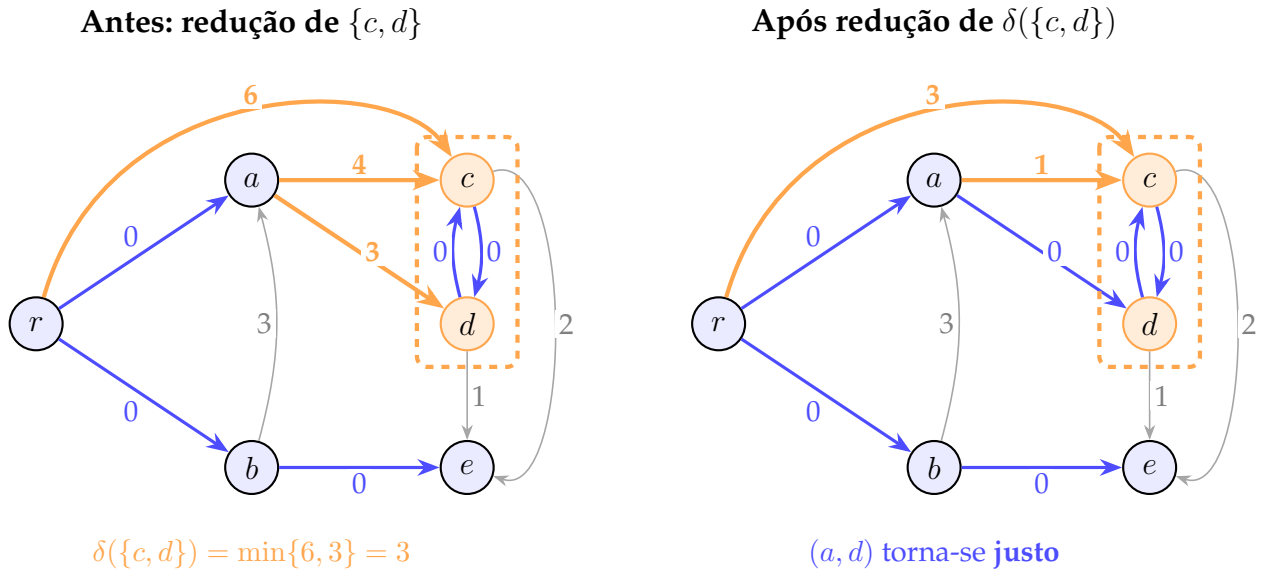 Antes: redução de {c, d}
6
a
4
c
0
3
0
0
r
3
d
2
0
1
b
0
e
δ({c, d}) = min{6, 3} = 3
Após redução de δ({c, d})
3
a
1
c
0
0
0
0
r
3
d
2
0
1
b
0
e
(a, d) torna-se justo